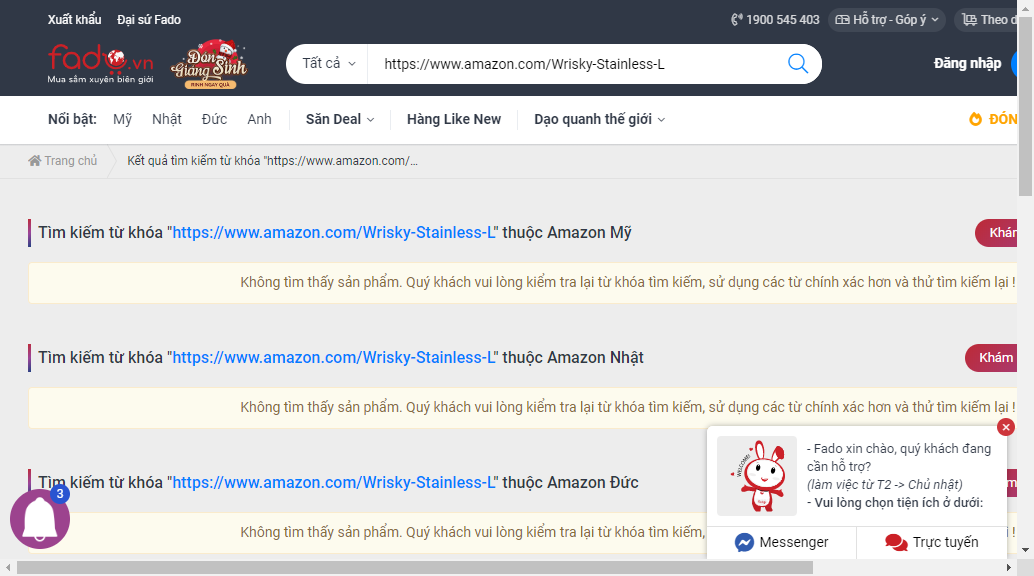 Xuất khẩu Đại sứ Fado
1900 545 403 Hỗ trợ - Góp ý Theo d
fado.vn
Mua sắm xuyên biên giới
Đón Giáng Sinh
RINH NGAY QUÀ
Tất cả https://www.amazon.com/Wrisky-Stainless-L
Đăng nhập
Nổi bật: Mỹ Nhật Đức Anh Săn Deal Hàng Like New Dạo quanh thế giới ĐÓN
Trang chủ Kết quả tìm kiếm từ khóa "https://www.amazon.com/...
Tìm kiếm từ khóa "https://www.amazon.com/Wrisky-Stainless-L" thuộc Amazon Mỹ
Khám
Không tìm thấy sản phẩm. Quý khách vui lòng kiểm tra lại từ khóa tìm kiếm, sử dụng các từ chính xác hơn và thử tìm kiếm lại !
Tìm kiếm từ khóa "https://www.amazon.com/Wrisky-Stainless-L" thuộc Amazon Nhật
Khám
Không tìm thấy sản phẩm. Quý khách vui lòng kiểm tra lại từ khóa tìm kiếm, sử dụng các từ chính xác hơn và thử tìm kiếm lại !
Tìm kiếm từ khóa "https://www.amazon.com/Wrisky-Stainless-L" thuộc Amazon Đức
Không tìm thấy sản phẩm. Quý khách vui lòng kiểm tra lại từ khóa tìm kiếm,
3
WELCOME!
- Fado xin chào, quý khách đang
cần hỗ trợ?
(làm việc từ T2 -> Chủ nhật)
- Vui lòng chọn tiện ích ở dưới:
Messenger Trực tuyến